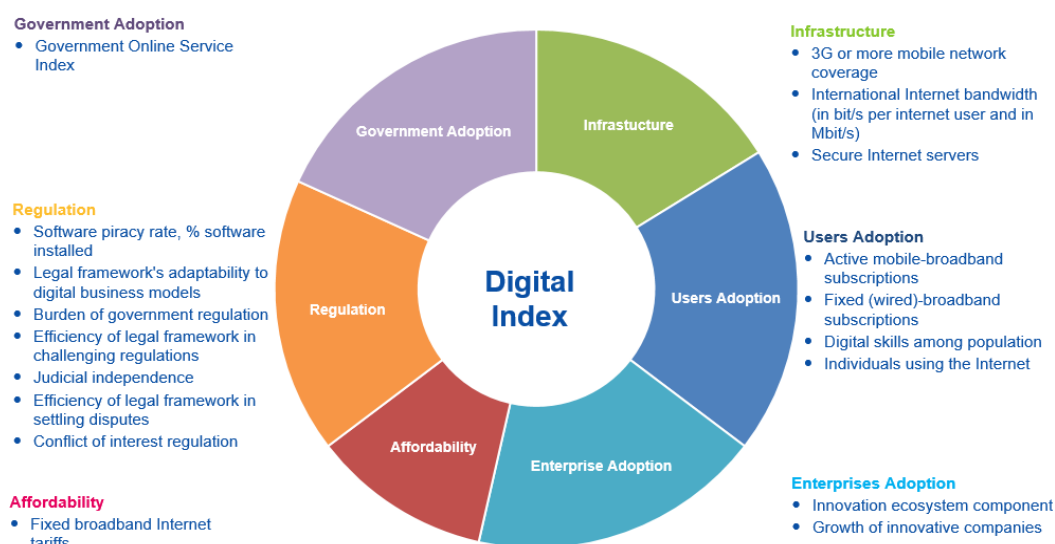 Government Adoption
• Government Online Service
Index
Regulation
• Software piracy rate, % software
installed
• Legal framework's adaptability to
digital business models
• Burden of government regulation
• Efficiency of legal framework in
challenging regulations
• Judicial independence
• Efficiency of legal framework in
settling disputes
• Conflict of interest regulation
Affordability
• Fixed broadband Internet
tariffs
Government Adoption
Infrastucture
Regulation
Digital
Index
Users Adoption
Affordability
Enterprise Adoption
Infrastructure
• 3G or more mobile network
coverage
• International Internet bandwidth
(in bit/s per internet user and in
Mbit/s)
• Secure Internet servers
Users Adoption
• Active mobile-broadband
subscriptions
• Fixed (wired)-broadband
subscriptions
• Digital skills among population
• Individuals using the Internet
Enterprises Adoption
• Innovation ecosystem component
• Growth of innovative companies